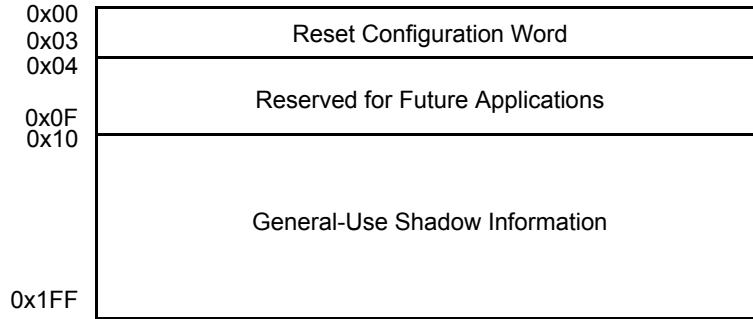 0x00
Reset Configuration Word
0x03
0x04
Reserved for Future Applications
0x0F
0x10
General-Use Shadow Information
0x1FF